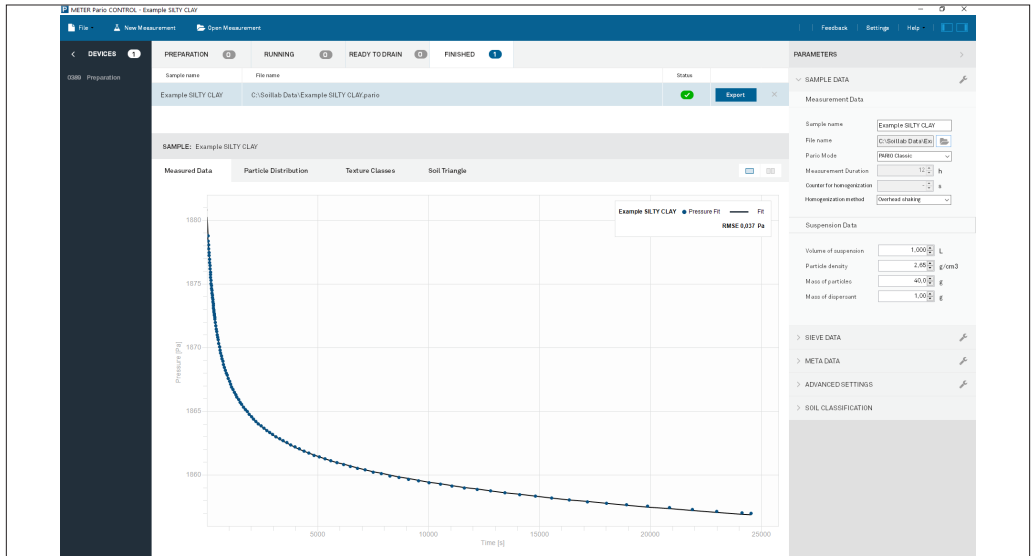 METER Pario CONTROL - Example SILTY CLAY
File New Measurement Open Measurement Feedback Settings Help
DEVICES 1
0389 Preparation
PREPARATION 0 RUNNING 0 READY TO DRAIN 0 FINISHED 1
Sample name File name Status
Example SILTY CLAY C:\Soillab Data\Example SILTY CLAY.pario Export
SAMPLE: Example SILTY CLAY
Measured Data Particle Distribution Texture Classes Soil Triangle
Example SILTY CLAY Pressure Fit Fit
RMSE 0,037 Pa
Pressure [Pa]
1880
1875
1870
1865
1860
5000 10000 15000 20000 25000
Time [s]
PARAMETERS
SAMPLE DATA
Measurement Data
Sample name Example SILTY CLAY
File name C:\Soillab Data\Em
Pario Mode PARIO Classic
Measurement Duration 12 h
Counter for homogenization - s
Homogenization method Overhead shaking
Suspension Data
Volume of suspension 1,000 L
Particle density 2,65 g/cm3
Mass of particles 40,0 g
Mass of dispersant 1,00 g
SIEVE DATA
META DATA
ADVANCED SETTINGS
SOIL CLASSIFICATION